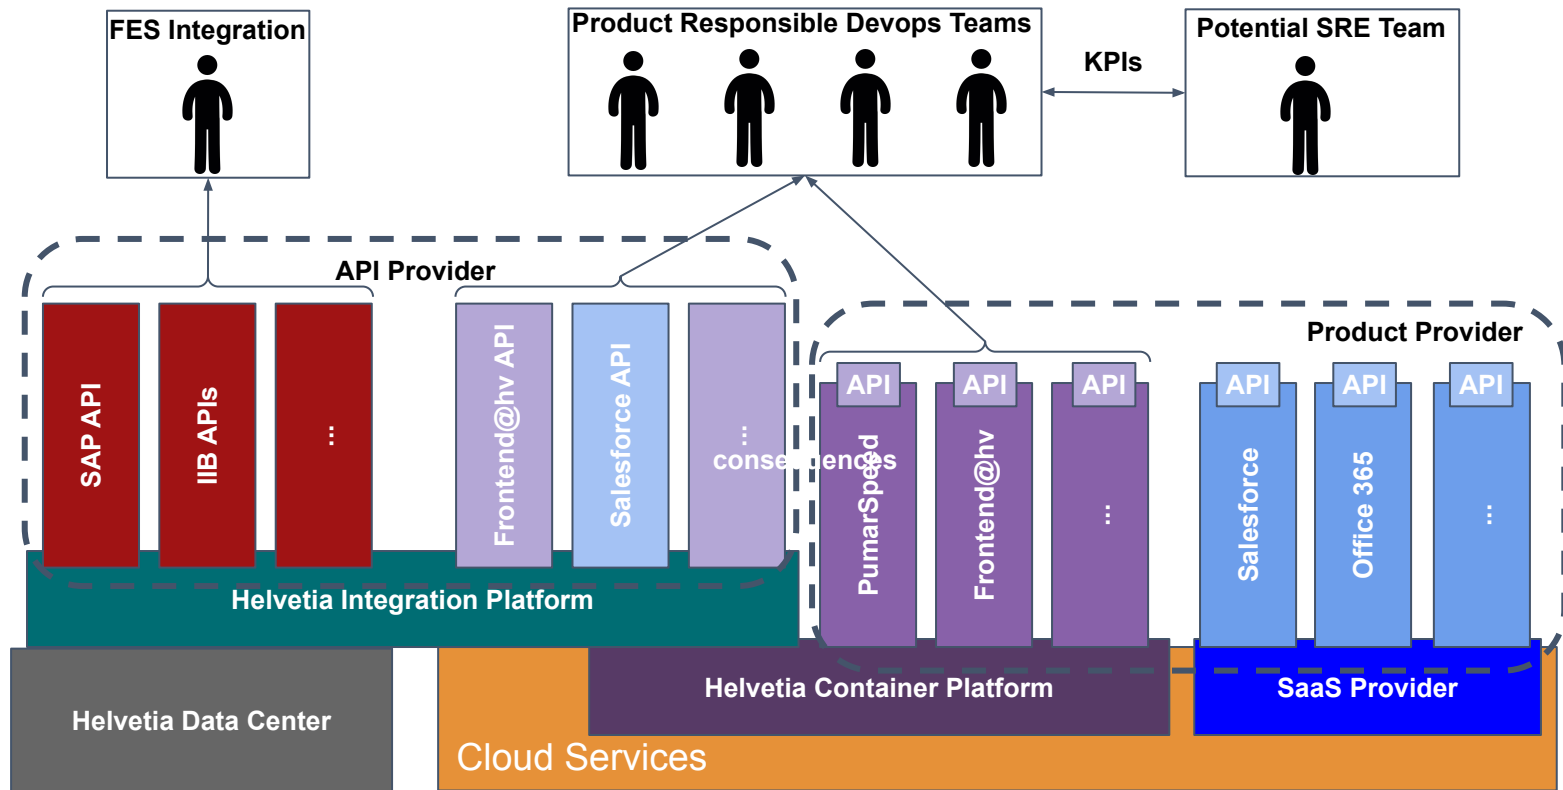 FES Integration
Product Responsible Devops Teams
Potential SRE Team
KPIs
API Provider
Product Provider
SAP API
IIB APIs
...
Frontend@hv API
Salesforce API
...
consequences
API
PumarSpeed
API
Frontend@hv
API
...
API
Salesforce
API
Office 365
API
...
Helvetia Integration Platform
Helvetia Container Platform
SaaS Provider
Helvetia Data Center
Cloud Services